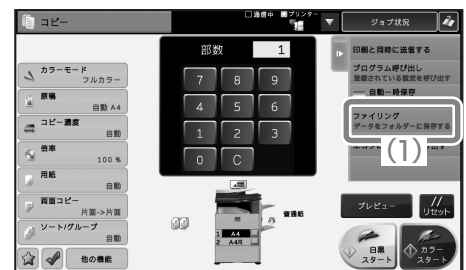 コピー
通信中
プリンター
ジョブ状況
カラーモード
フルカラー
原稿
自動 A4
コピー濃度
自動
倍率
100 %
用紙
自動
両面コピー
片面->片面
ソート/グループ
自動
他の機能
部数
1
7
8
9
4
5
6
1
2
3
0
C
普通紙
1 A4
2 A4R
印刷と同時に送信する
プログラム呼び出し
登録されている設定を呼び出す
自動一時保存
ファイリング
データをフォルダーに保存する
(1)
プレビュー
リセット
白黒
スタート
カラー
スタート